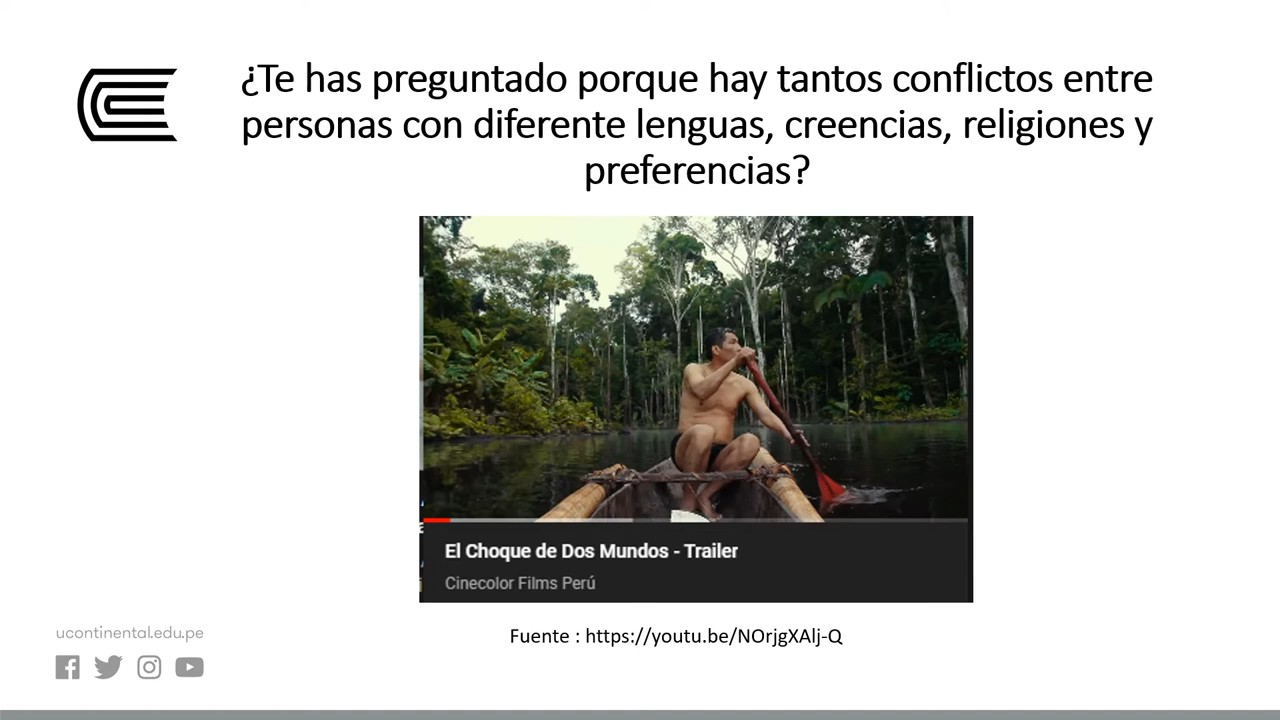 ¿Te has preguntado porque hay tantos conflictos entre
personas con diferente lenguas, creencias, religiones y
preferencias?
El Choque de Dos Mundos - Trailer
Cinecolor Films Perú
Fuente : https://youtu.be/NOrjgXAlj-Q
ucontinental.edu.pe